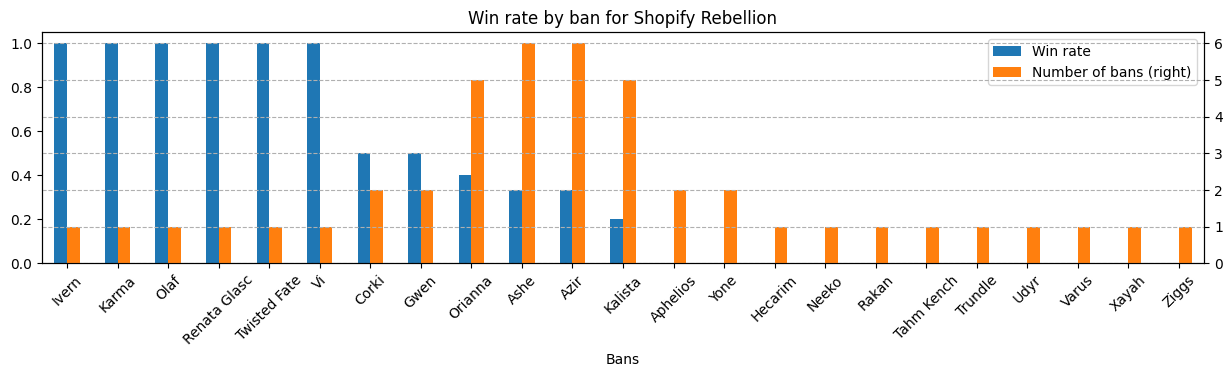 Win rate by ban for Shopify Rebellion
Win rate
Number of bans (right)
1.0
0.8
0.6
0.4
0.2
0.0
6
5
4
3
2
1
0
Ivern
Karma
Olaf
Renata Glasc
Twisted Fate
Vi
Corki
Gwen
Orianna
Ashe
Azir
Kalista
Aphelios
Yone
Hecarim
Neeko
Rakan
Tahm Kench
Trundle
Udyr
Varus
Xayah
Ziggs
Bans